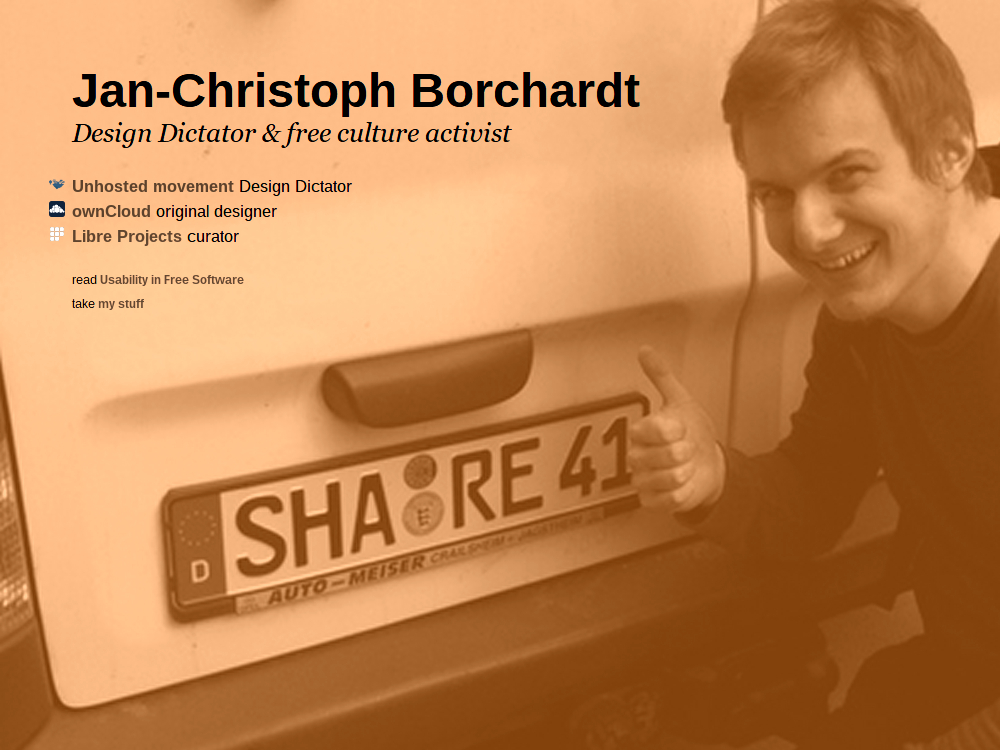 Jan-Christoph Borchardt
Design Dictator & free culture activist
Unhosted movement Design Dictator
ownCloud original designer
Libre Projects curator
read Usability in Free Software
take my stuff
SHA RE 41
D
AUTO-MEISER CRAILSHEIM + JAGSTHEIM